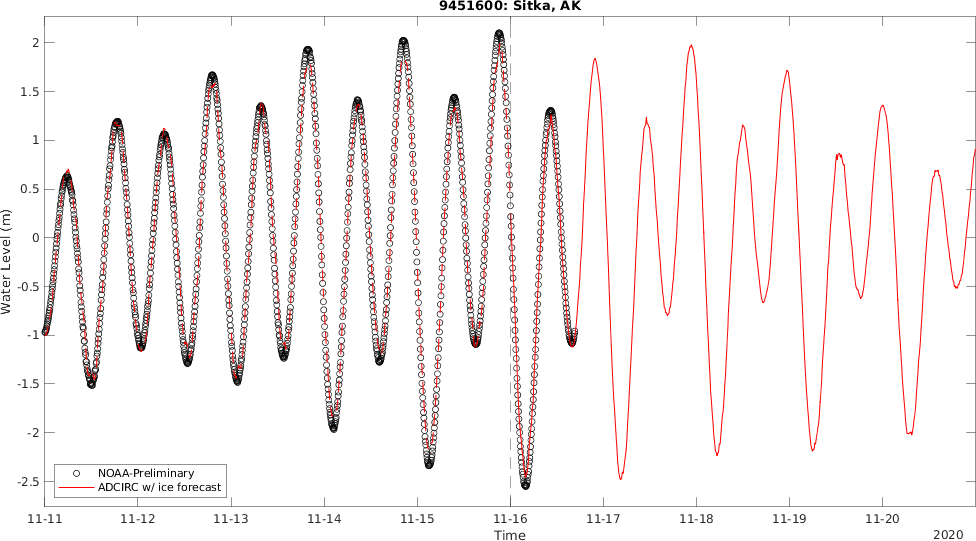 9451600: Sitka, AK
2
1.5
1
0.5
0
-0.5
-1
-1.5
-2
-2.5
Water Level (m)
NOAA-Preliminary
ADCIRC w/ ice forecast
11-11 11-12 11-13 11-14 11-15 11-16 11-17 11-18 11-19 11-20
Time
2020